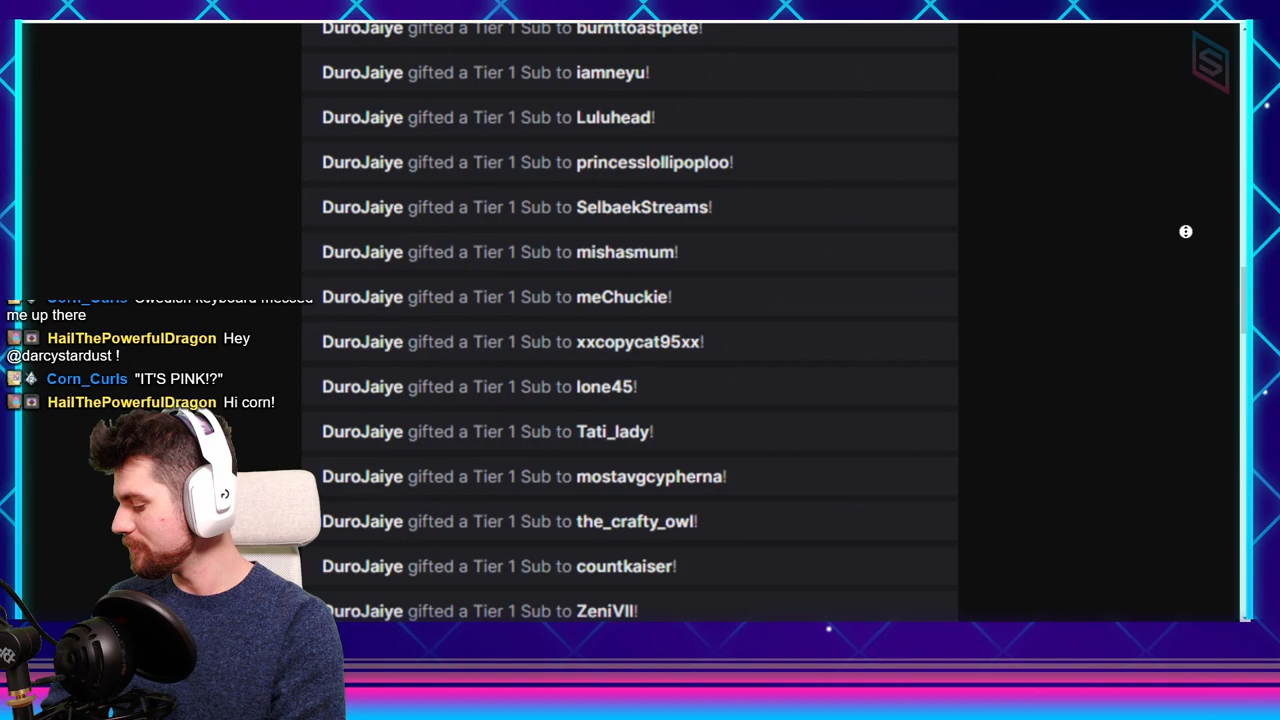 DuroJaiye gifted a Tier 1 Sub to burnttoastpete!
DuroJaiye gifted a Tier 1 Sub to iamneyu!
DuroJaiye gifted a Tier 1 Sub to Luluhead!
DuroJaiye gifted a Tier 1 Sub to princesslollipoploo!
DuroJaiye gifted a Tier 1 Sub to SelbaekStreams!
DuroJaiye gifted a Tier 1 Sub to mishasmum!
DuroJaiye gifted a Tier 1 Sub to meChuckie!
DuroJaiye gifted a Tier 1 Sub to xxcopycat95xx!
DuroJaiye gifted a Tier 1 Sub to lone45!
DuroJaiye gifted a Tier 1 Sub to Tati_lady!
DuroJaiye gifted a Tier 1 Sub to mostavgcypherna!
DuroJaiye gifted a Tier 1 Sub to the_crafty_owl!
DuroJaiye gifted a Tier 1 Sub to countkaiser!
DuroJaiye gifted a Tier 1 Sub to ZeniVII!
Corn_Curls Swedish keyboard messed
me up there
HailThePowerfulDragon Hey
@darcystardust !
Corn_Curls "IT'S PINK!?"
HailThePowerfulDragon Hi corn!